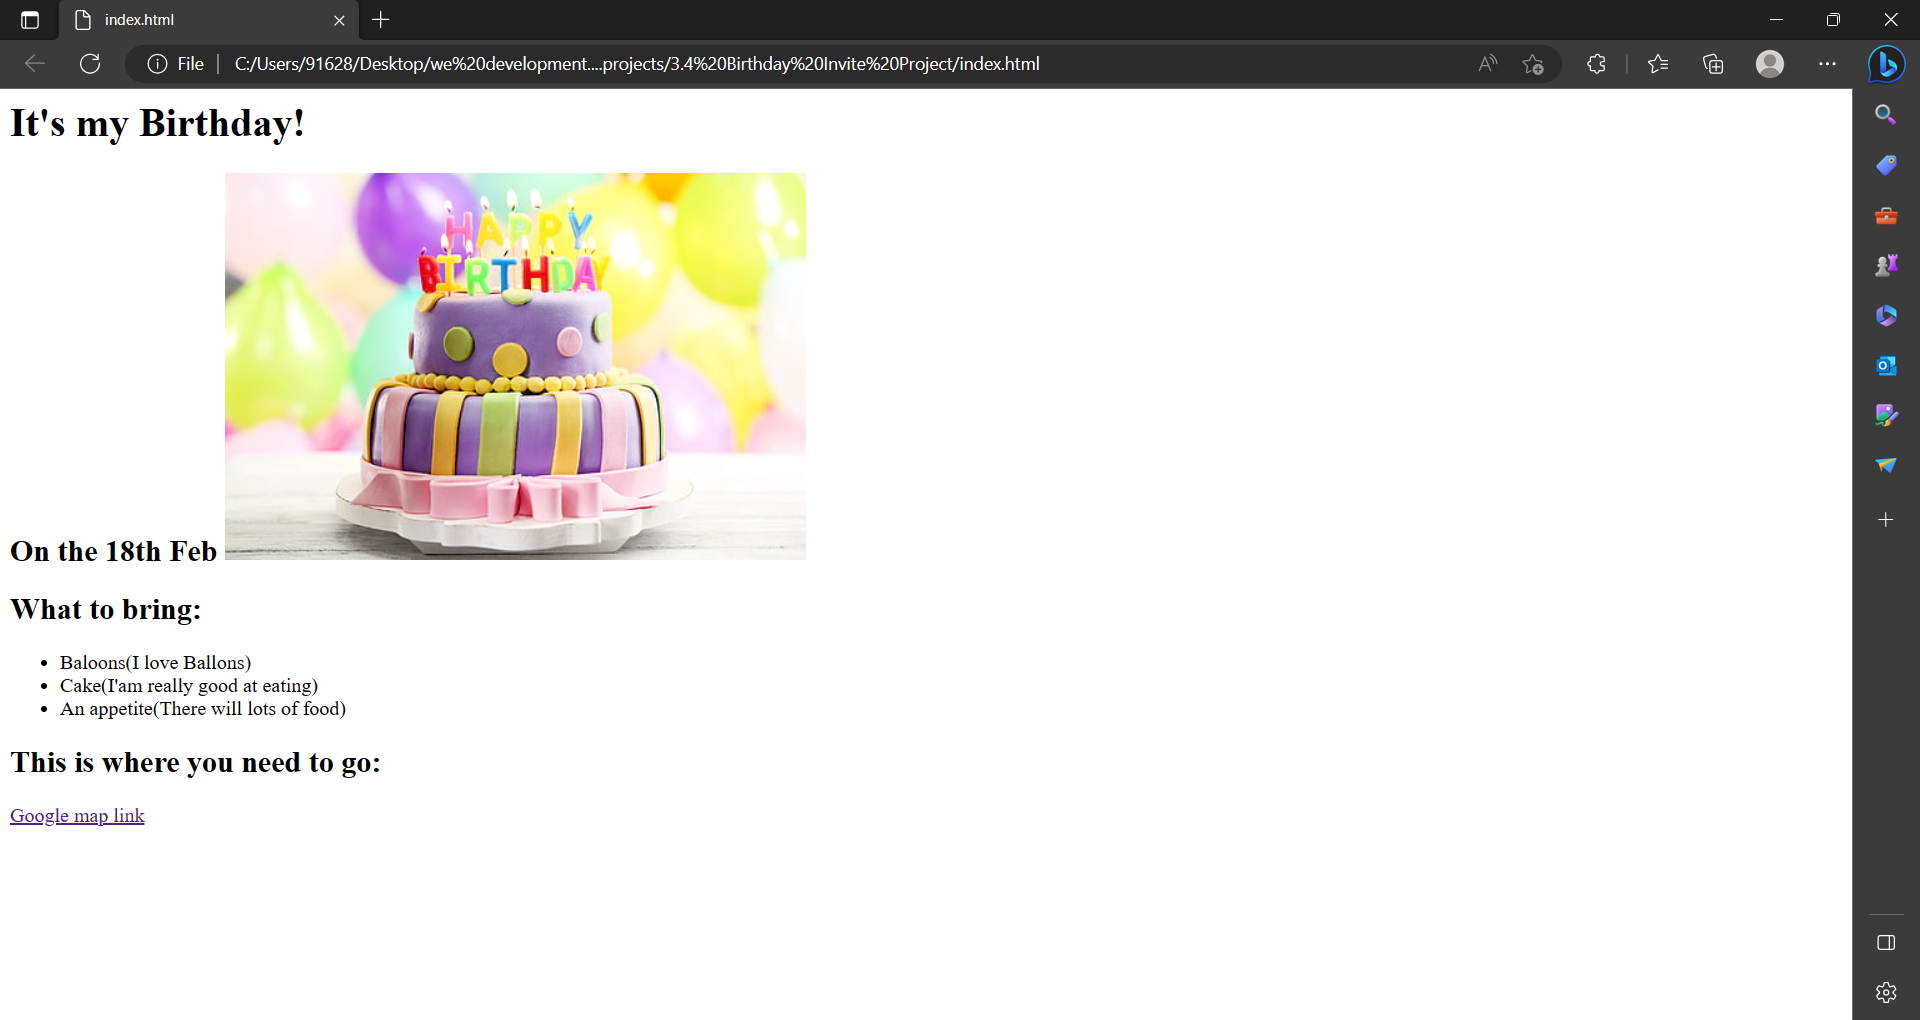 index.html
File
C:/Users/91628/Desktop/we%20development....projects/3.4%20Birthday%20Invite%20Project/index.html
It's my Birthday!
HAPPY
BIRTHDAY
On the 18th Feb
What to bring:
Baloons(I love Ballons)
Cake(I'am really good at eating)
An appetite(There will lots of food)
This is where you need to go:
Google map link